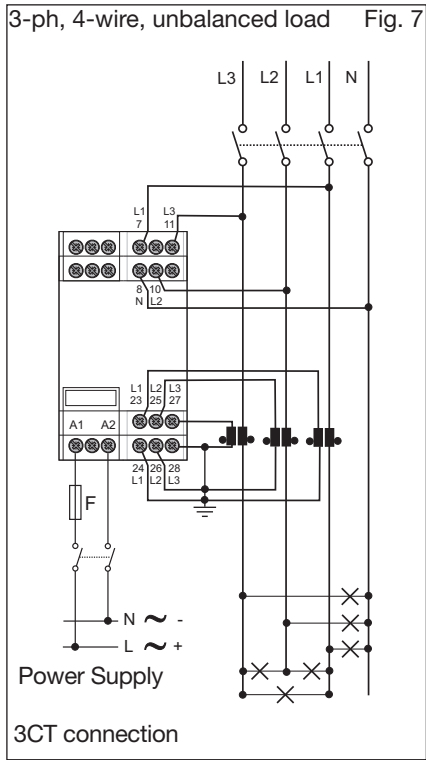 3-ph, 4-wire, unbalanced load Fig. 7
L3 L2 L1 N
L1 L3
7 11
8 10
N L2
L1 L2 L3
23 25 27
A1 A2
24 26 28
L1 L2 L3
F
N ~ -
L ~ +
Power Supply
3CT connection